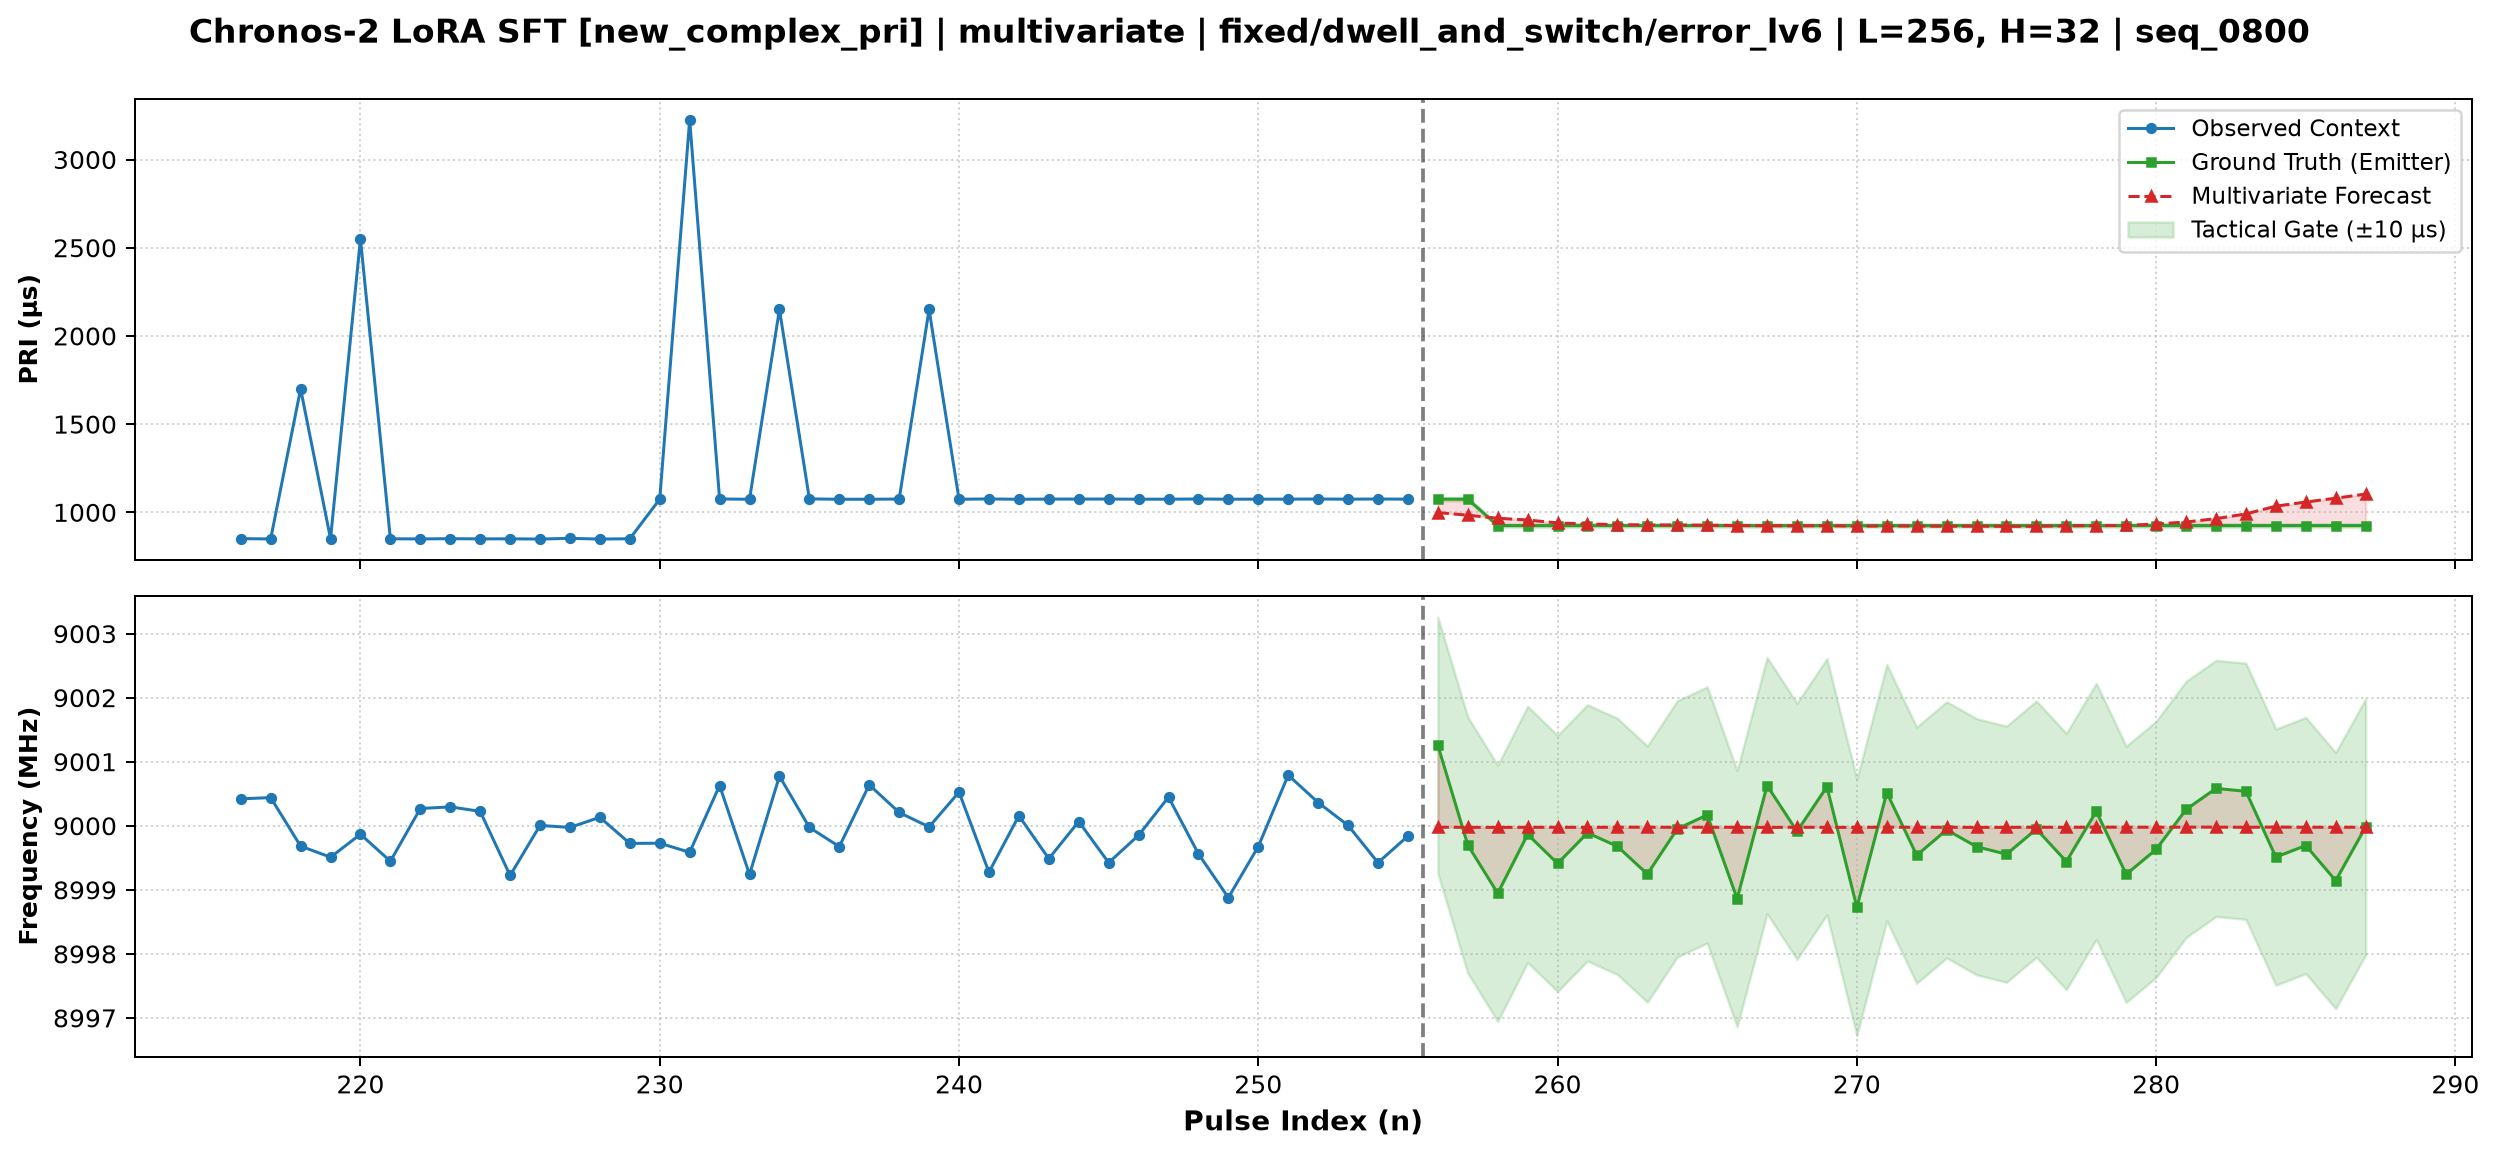 Chronos-2 LoRA SFT [new_complex_pri] | multivariate | fixed/dwell_and_switch/error_lv6 | L=256, H=32 | seq_0800
Observed Context
Ground Truth (Emitter)
Multivariate Forecast
Tactical Gate (±10 µs)
PRI (µs)
3000
2500
2000
1500
1000
Frequency (MHz)
9003
9002
9001
9000
8999
8998
8997
220 230 240 250 260 270 280 290
Pulse Index (n)